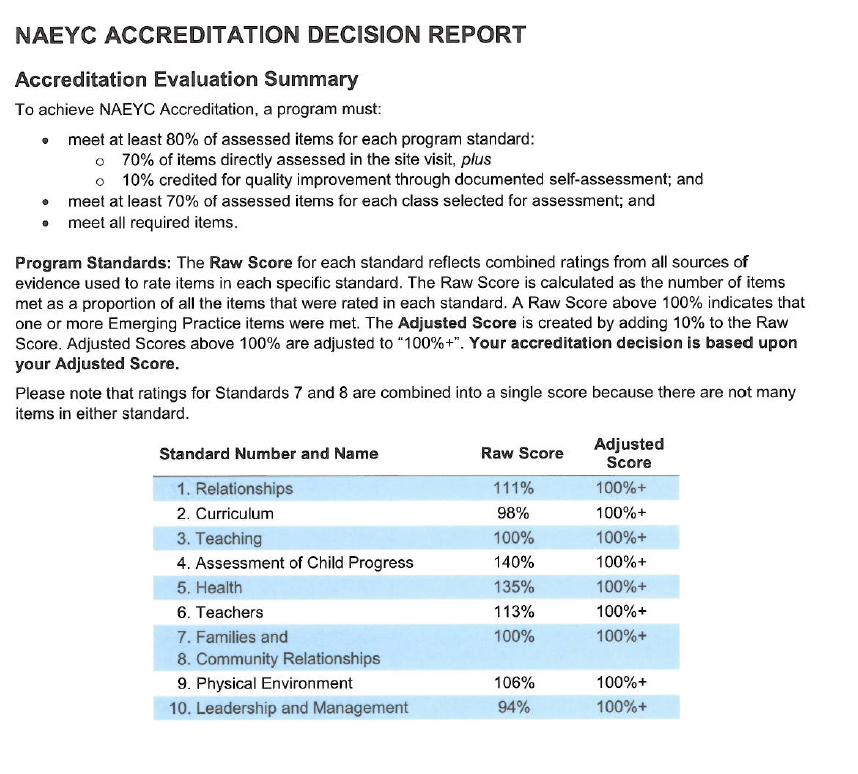 NAEYC ACCREDITATION DECISION REPORT
Accreditation Evaluation Summary
To achieve NAEYC Accreditation, a program must:
• meet at least 80% of assessed items for each program standard:
o 70% of items directly assessed in the site visit, plus
o 10% credited for quality improvement through documented self-assessment; and
• meet at least 70% of assessed items for each class selected for assessment; and
• meet all required items.
Program Standards: The Raw Score for each standard reflects combined ratings from all sources of
evidence used to rate items in each specific standard. The Raw Score is calculated as the number of items
met as a proportion of all the items that were rated in each standard. A Raw Score above 100% indicates that
one or more Emerging Practice items were met. The Adjusted Score is created by adding 10% to the Raw
Score. Adjusted Scores above 100% are adjusted to "100%+". Your accreditation decision is based upon
your Adjusted Score.
Please note that ratings for Standards 7 and 8 are combined into a single score because there are not many
items in either standard.
Standard Number and Name Raw Score Adjusted Score
1. Relationships 111% 100%+
2. Curriculum 98% 100%+
3. Teaching 100% 100%+
4. Assessment of Child Progress 140% 100%+
5. Health 135% 100%+
6. Teachers 113% 100%+
7. Families and 100% 100%+
8. Community Relationships
9. Physical Environment 106% 100%+
10. Leadership and Management 94% 100%+